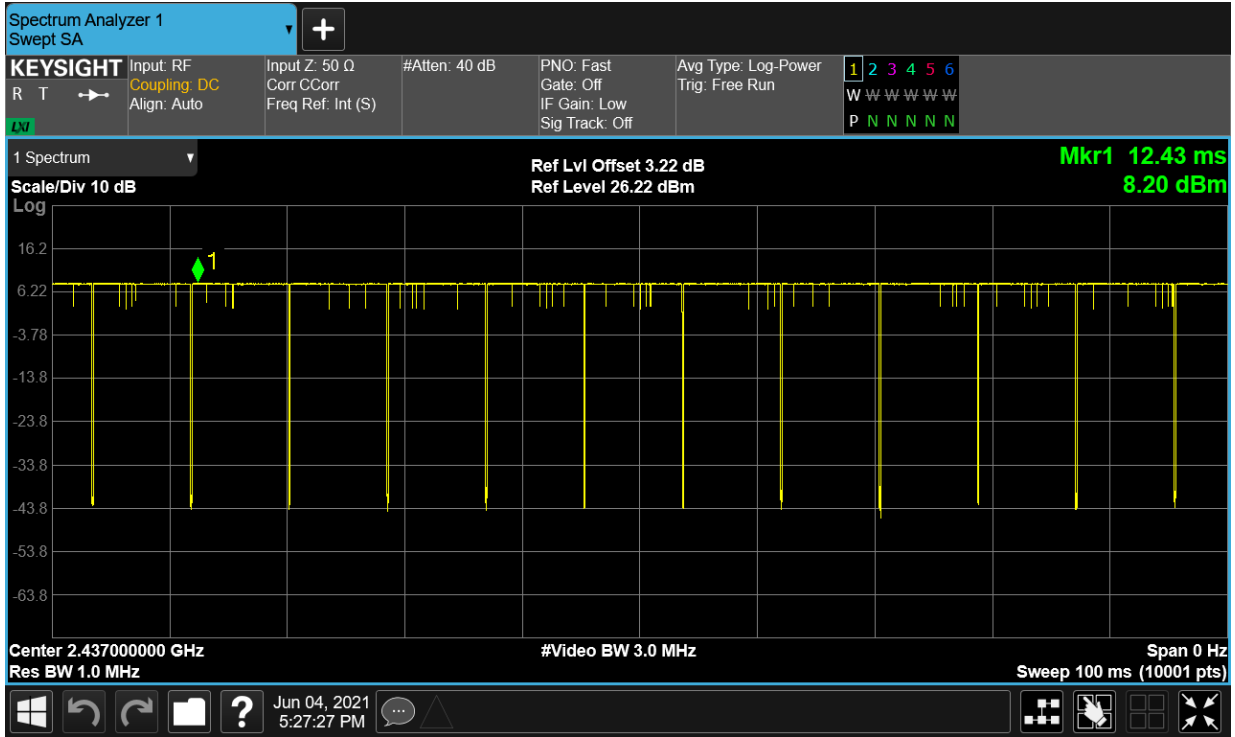 Spectrum Analyzer 1
Swept SA
KEYSIGHT
R T
LXI
Input: RF
Coupling: DC
Align: Auto
Input Z: 50 Ω
Corr CCorr
Freq Ref: Int (S)
#Atten: 40 dB
PNO: Fast
Gate: Off
IF Gain: Low
Sig Track: Off
Avg Type: Log-Power
Trig: Free Run
1 2 3 4 5 6
W W W W W W
P N N N N N
1 Spectrum
Scale/Div 10 dB
Log
Ref Lvl Offset 3.22 dB
Ref Level 26.22 dBm
Mkr1 12.43 ms
8.20 dBm
1
16.2
6.22
-3.78
-13.8
-23.8
-33.8
-43.8
-53.8
-63.8
Center 2.437000000 GHz
Res BW 1.0 MHz
#Video BW 3.0 MHz
Span 0 Hz
Sweep 100 ms (10001 pts)
?
Jun 04, 2021
5:27:27 PM